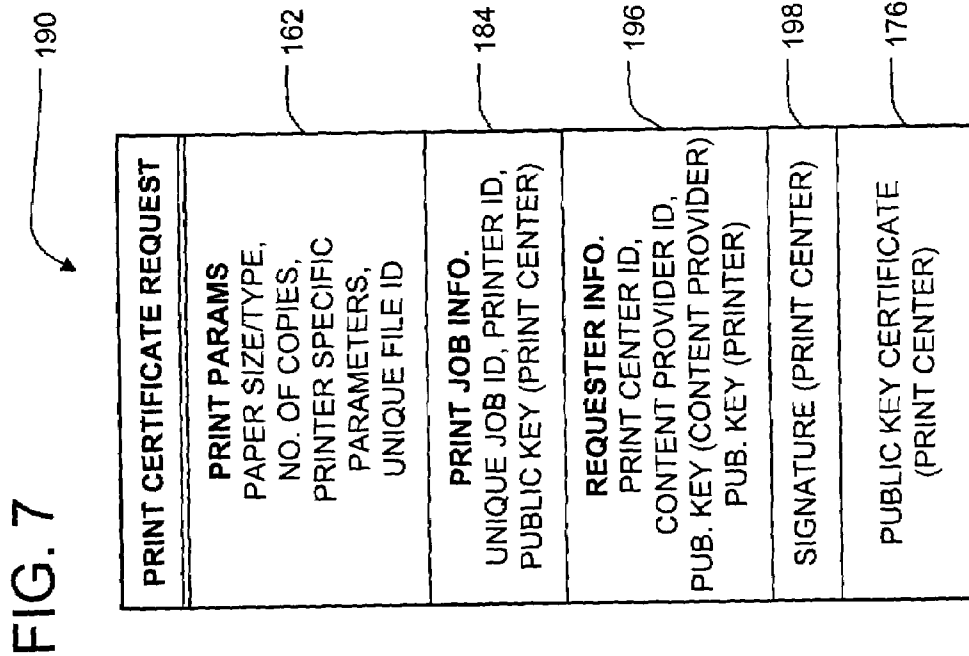 FIG. 7
190
PRINT CERTIFICATE REQUEST
PRINT PARAMS
PAPER SIZE/TYPE,
NO. OF COPIES,
PRINTER SPECIFIC
PARAMETERS,
UNIQUE FILE ID
162
PRINT JOB INFO.
UNIQUE JOB ID, PRINTER ID,
PUBLIC KEY (PRINT CENTER)
184
REQUESTER INFO.
PRINT CENTER ID,
CONTENT PROVIDER ID,
PUB. KEY (CONTENT PROVIDER)
PUB. KEY (PRINTER)
196
SIGNATURE (PRINT CENTER)
198
PUBLIC KEY CERTIFICATE
(PRINT CENTER)
176